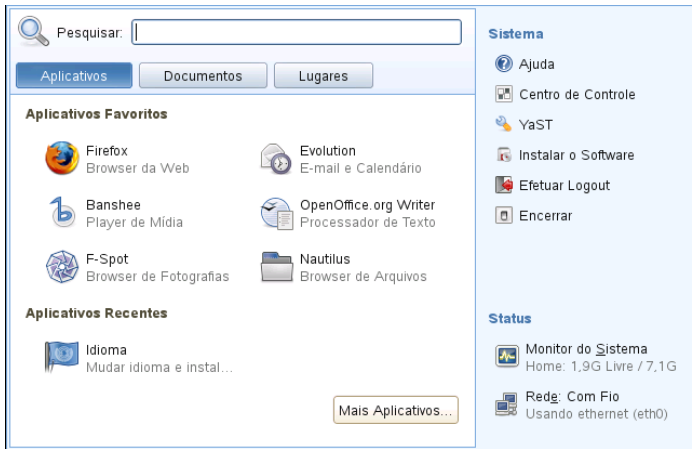 Pesquisar:
Aplicativos
Documentos
Lugares
Aplicativos Favoritos
Firefox
Browser da Web
Evolution
E-mail e Calendário
Banshee
Player de Mídia
OpenOffice.org Writer
Processador de Texto
F-Spot
Browser de Fotografias
Nautilus
Browser de Arquivos
Aplicativos Recentes
Idioma
Mudar idioma e instal...
Mais Aplicativos...
Sistema
Ajuda
Centro de Controle
YaST
Instalar o Software
Efetuar Logout
Encerrar
Status
Monitor do Sistema
Home: 1,9G Livre / 7,1G
Rede: Com Fio
Usando ethernet (eth0)